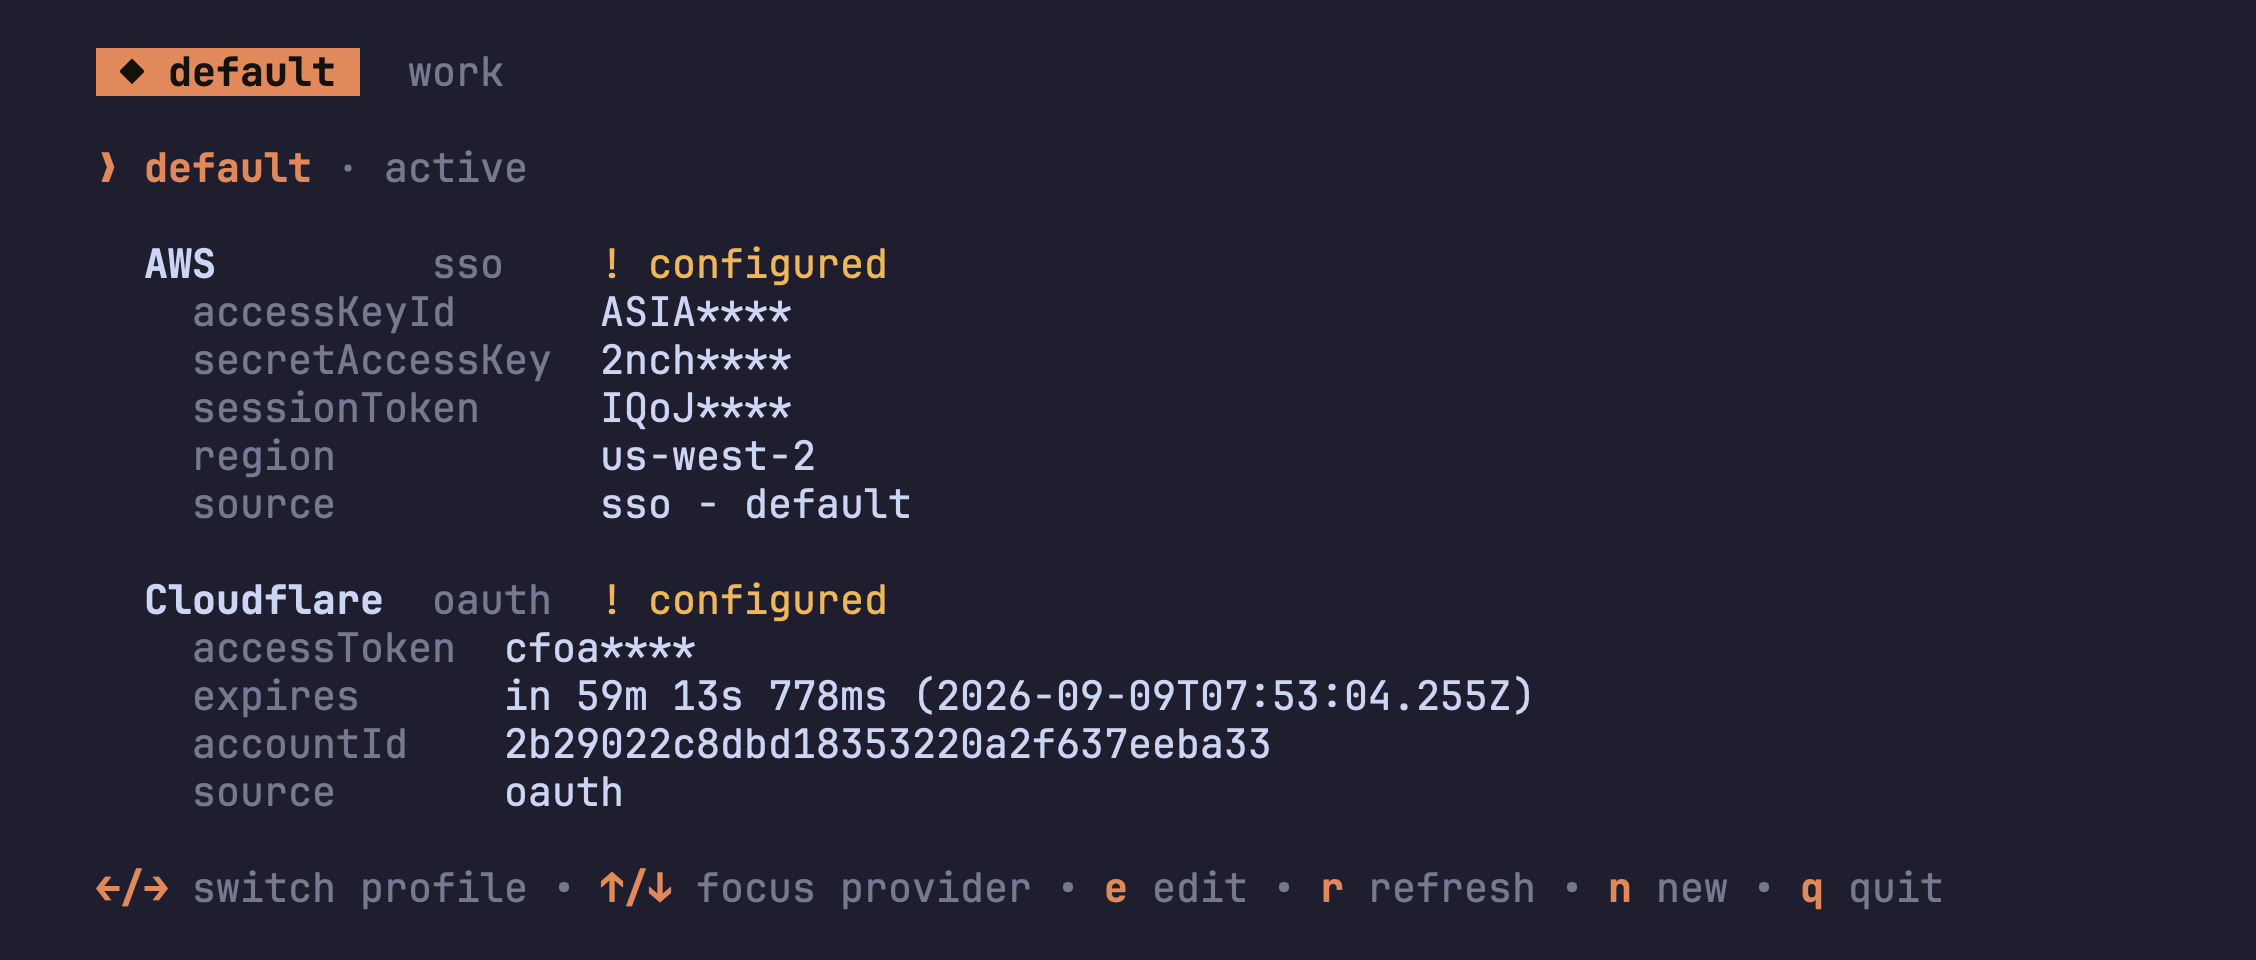 ◆ default work
❯ default · active
AWS sso ! configured
accessKeyId ASIA****
secretAccessKey 2nch****
sessionToken IQoJ****
region us-west-2
source sso - default
Cloudflare oauth ! configured
accessToken cfoa****
expires in 59m 13s 778ms (2026-09-09T07:53:04.255Z)
accountId 2b29022c8dbd18353220a2f637eeba33
source oauth
←/→ switch profile • ↑/↓ focus provider • e edit • r refresh • n new • q quit